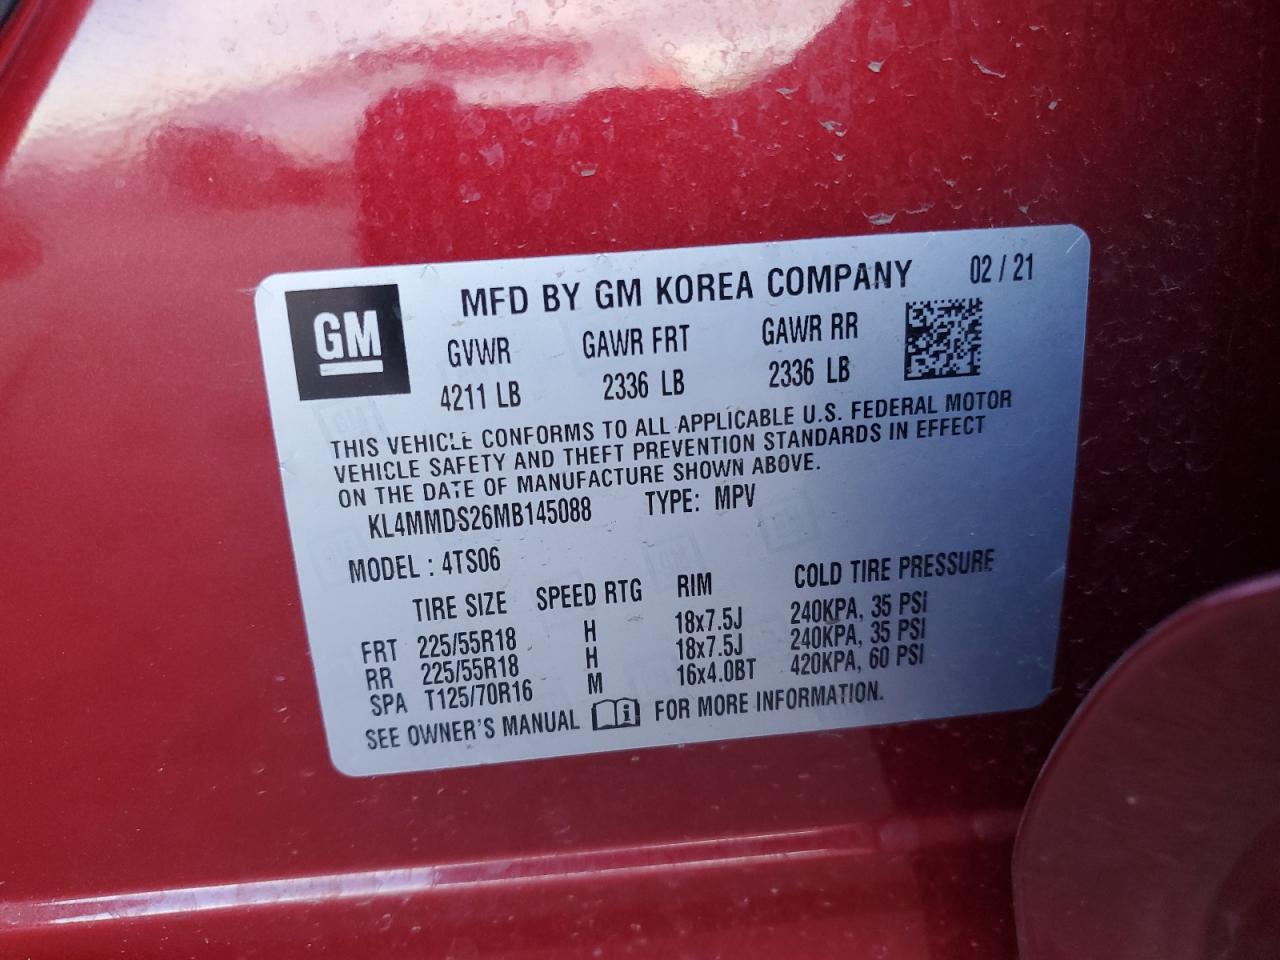 GM
MFD BY GM KOREA COMPANY 02 / 21
GVWR GAWR FRT GAWR RR
4211 LB 2336 LB 2336 LB
THIS VEHICLE CONFORMS TO ALL APPLICABLE U.S. FEDERAL MOTOR
VEHICLE SAFETY AND THEFT PREVENTION STANDARDS IN EFFECT
ON THE DATE OF MANUFACTURE SHOWN ABOVE.
KL4MMDS26MB145088 TYPE: MPV
MODEL : 4TS06
TIRE SIZE SPEED RTG RIM COLD TIRE PRESSURE
FRT 225/55R18 H 18x7.5J 240KPA, 35 PSI
RR 225/55R18 H 18x7.5J 240KPA, 35 PSI
SPA T125/70R16 M 16x4.0BT 420KPA, 60 PSI
SEE OWNER'S MANUAL FOR MORE INFORMATION.